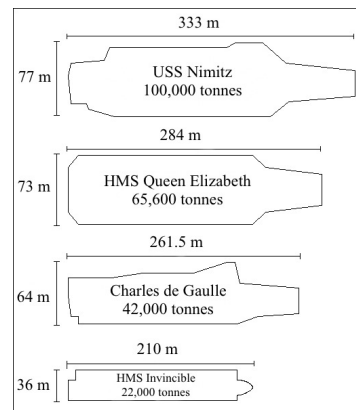 333 m
77 m
USS Nimitz
100,000 tonnes
284 m
73 m
HMS Queen Elizabeth
65,600 tonnes
261.5 m
64 m
Charles de Gaulle
42,000 tonnes
210 m
36 m
HMS Invincible
22,000 tonnes